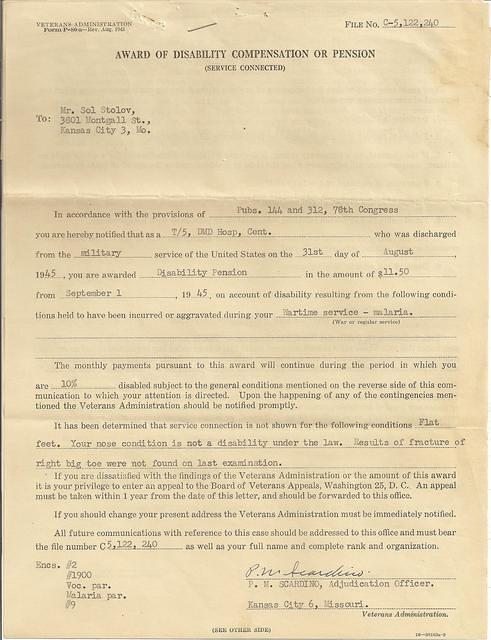 VETERANS ADMINISTRATION
Form P-80a—Rev. Aug. 1943
FILE NO. C-5,122,240
AWARD OF DISABILITY COMPENSATION OR PENSION
(SERVICE CONNECTED)
To: Mr. Sol Stolov,
3801 Montgall St.,
Kansas City 3, Mo.
In accordance with the provisions of Pubs. 144 and 312, 78th Congress
you are hereby notified that as a T/5, DMD Hosp, Cent. who was discharged
from the military service of the United States on the 31st day of August,
1945, you are awarded Disability Pension in the amount of $11.50
from September 1, 1945, on account of disability resulting from the following condi-
tions held to have been incurred or aggravated during your Wartime service - malaria.
(War or regular service)
The monthly payments pursuant to this award will continue during the period in which you
are 10% disabled subject to the general conditions mentioned on the reverse side of this com-
munication to which your attention is directed. Upon the happening of any of the contingencies men-
tioned the Veterans Administration should be notified promptly.
It has been determined that service connection is not shown for the following conditions Flat
feet. Your nose condition is not a disability under the law. Results of fracture of
right big toe were not found on last examination.
If you are dissatisfied with the findings of the Veterans Administration or the amount of this award
it is your privilege to enter an appeal to the Board of Veterans Appeals, Washington 25, D. C. An appeal
must be taken within 1 year from the date of this letter, and should be forwarded to this office.
If you should change your present address the Veterans Administration must be immediately notified.
All future communications with reference to this case should be addressed to this office and must bear
the file number C 5,122, 240 as well as your full name and complete rank and organization.
Encs. #2
#1900
Voc. par.
Malaria par.
#9
P. M. Scardino.
P. M. SCARDINO, Adjudication Officer.
Kansas City 6, Missouri.
Veterans Administration.
(SEE OTHER SIDE)